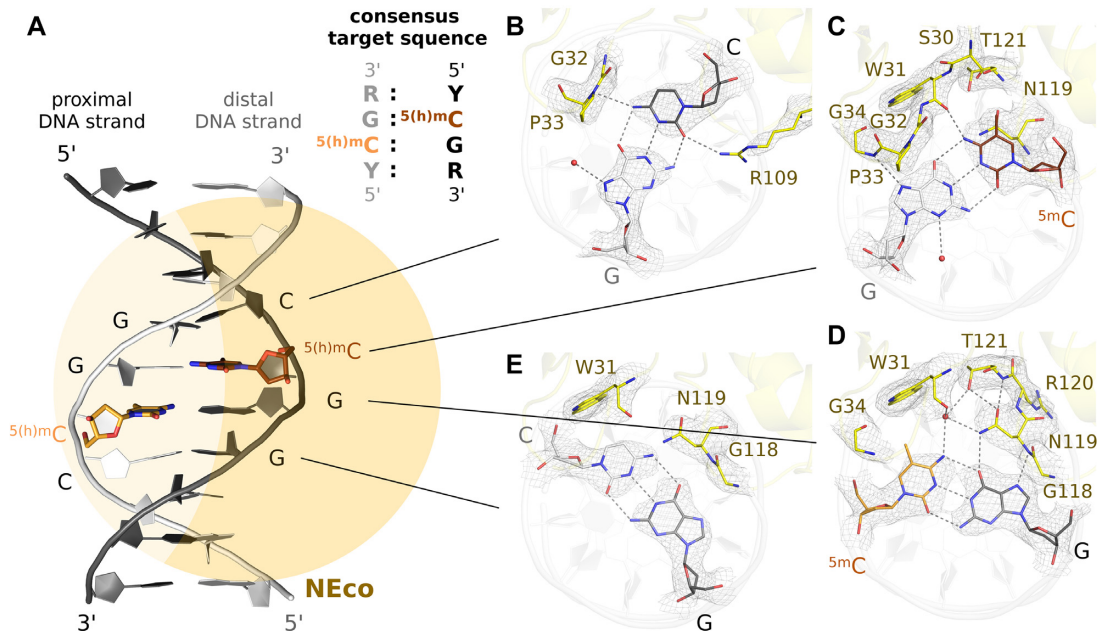 A
consensus
target squence
3' 5'
R : Y
G : 5(h)mC
5(h)mC : G
Y : R
5' 3'
proximal
DNA strand
distal
DNA strand
5'
3'
G
C
G
5(h)mC
5(h)mC
G
C
G
NEco
3'
5'
B
G32
C
P33
R109
G
C
S30
T121
W31
N119
G34
G32
P33
5mC
G
E
W31
N119
C
G118
G
D
T121
W31
R120
G34
N119
G118
5mC
G